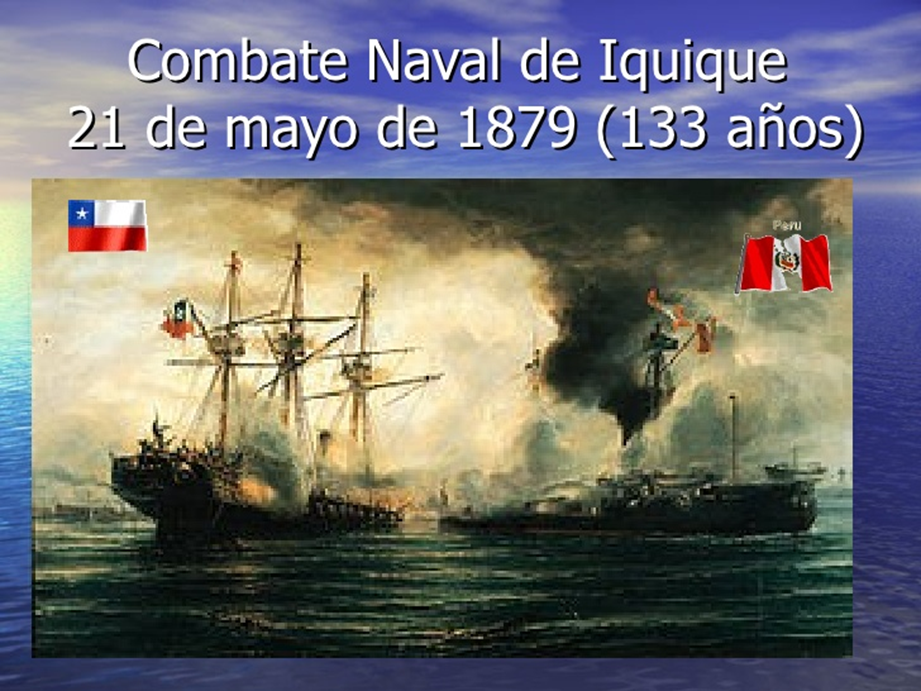 Combate Naval de Iquique
21 de mayo de 1879 (133 años)
Peru